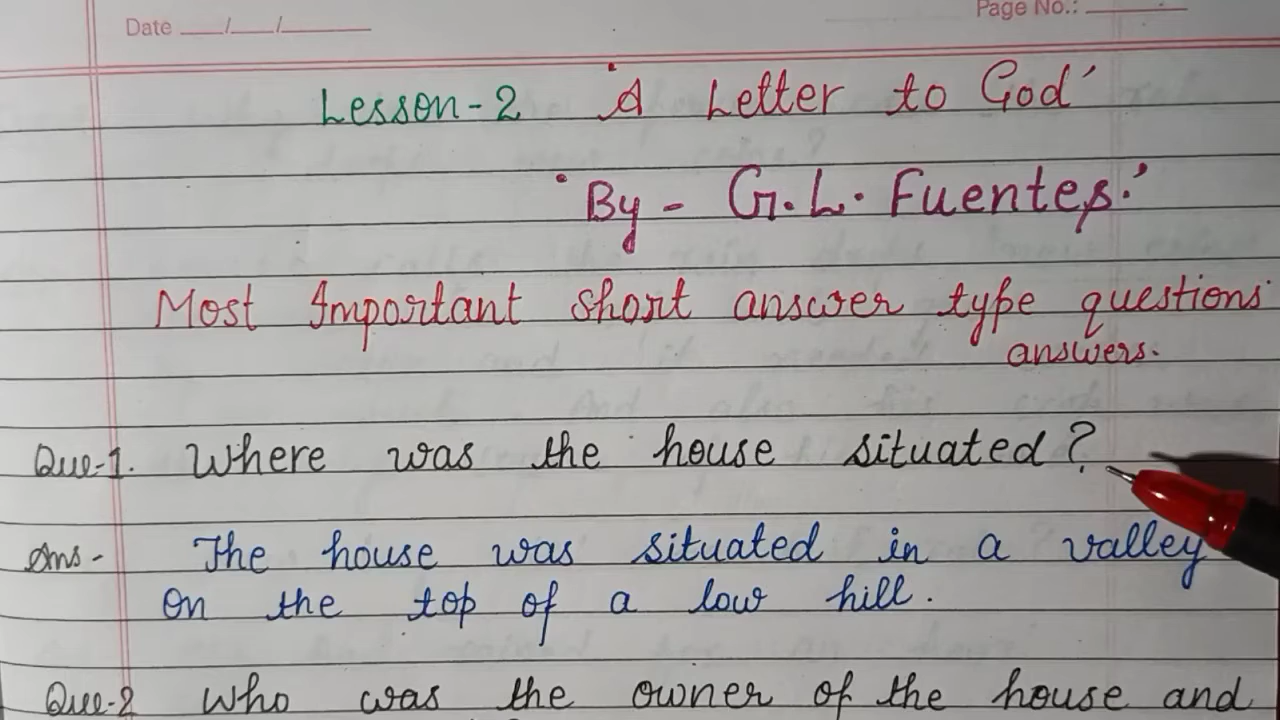 Date ___/___/______
Page No.: ________
Lesson-2 'A Letter to God'
'By - G.L. Fuentes.'
Most Important short answer type questions
answers.
Que-1. Where was the house situated?
Ans- The house was situated in a valley
On the top of a low hill.
Que-2 Who was the owner of the house and